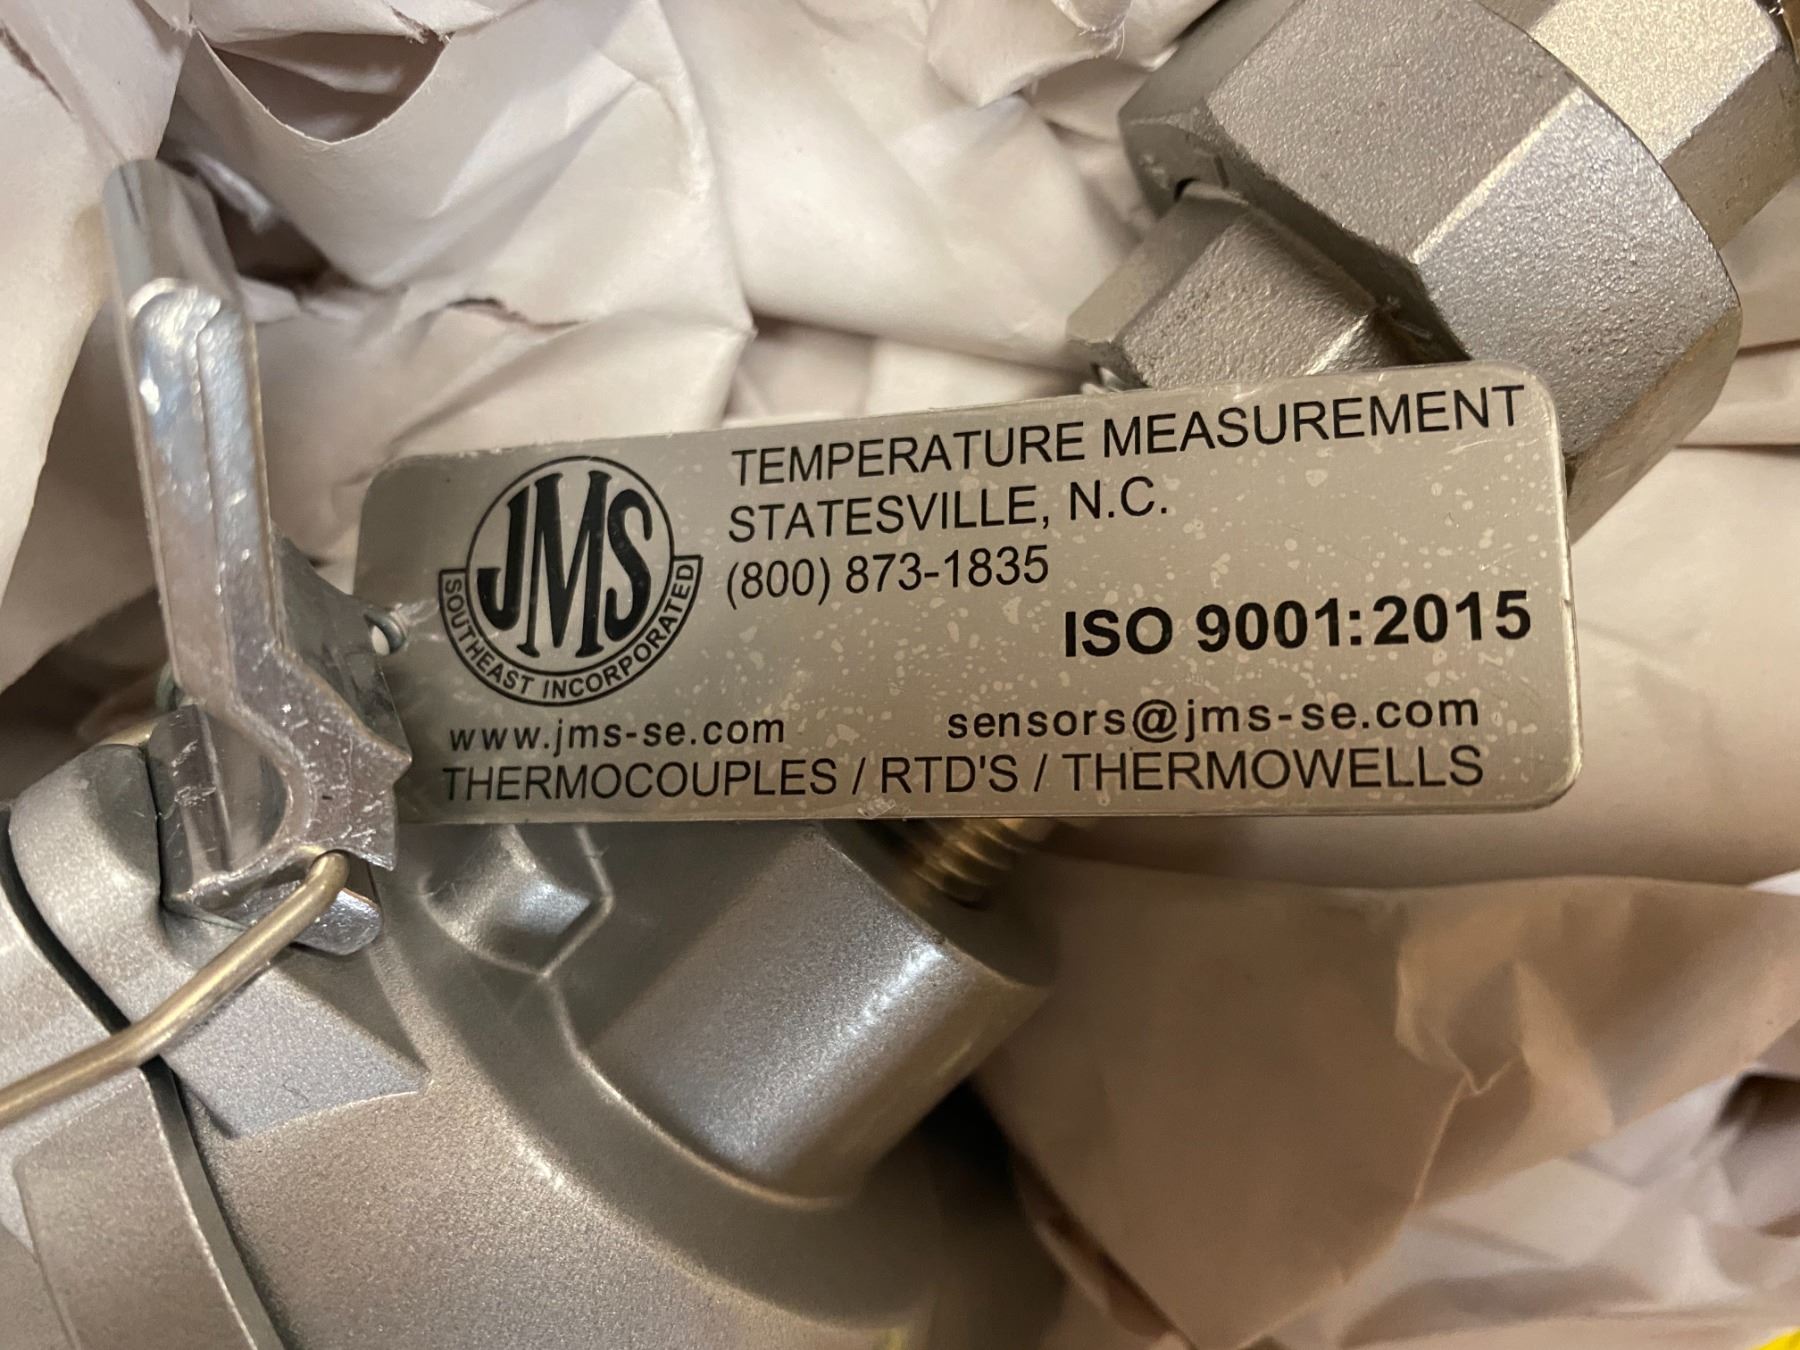 JMS
SOUTHEAST INCORPORATED
TEMPERATURE MEASUREMENT
STATESVILLE, N.C.
(800) 873-1835
ISO 9001:2015
www.jms-se.com sensors@jms-se.com
THERMOCOUPLES / RTD'S / THERMOWELLS